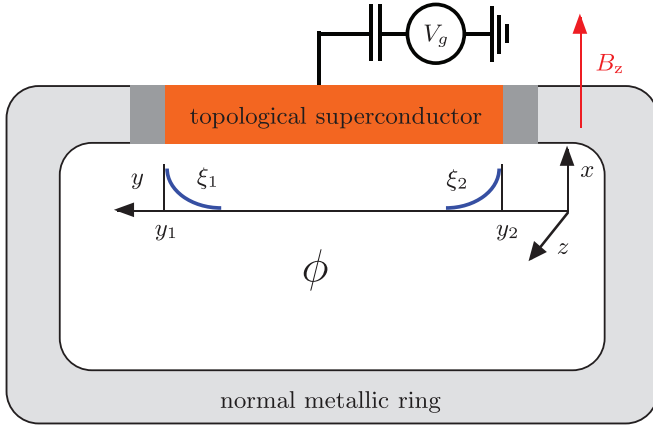 V_g
B_z
topological superconductor
y ξ_1 ξ_2 x
y_1 y_2
z
ϕ
normal metallic ring